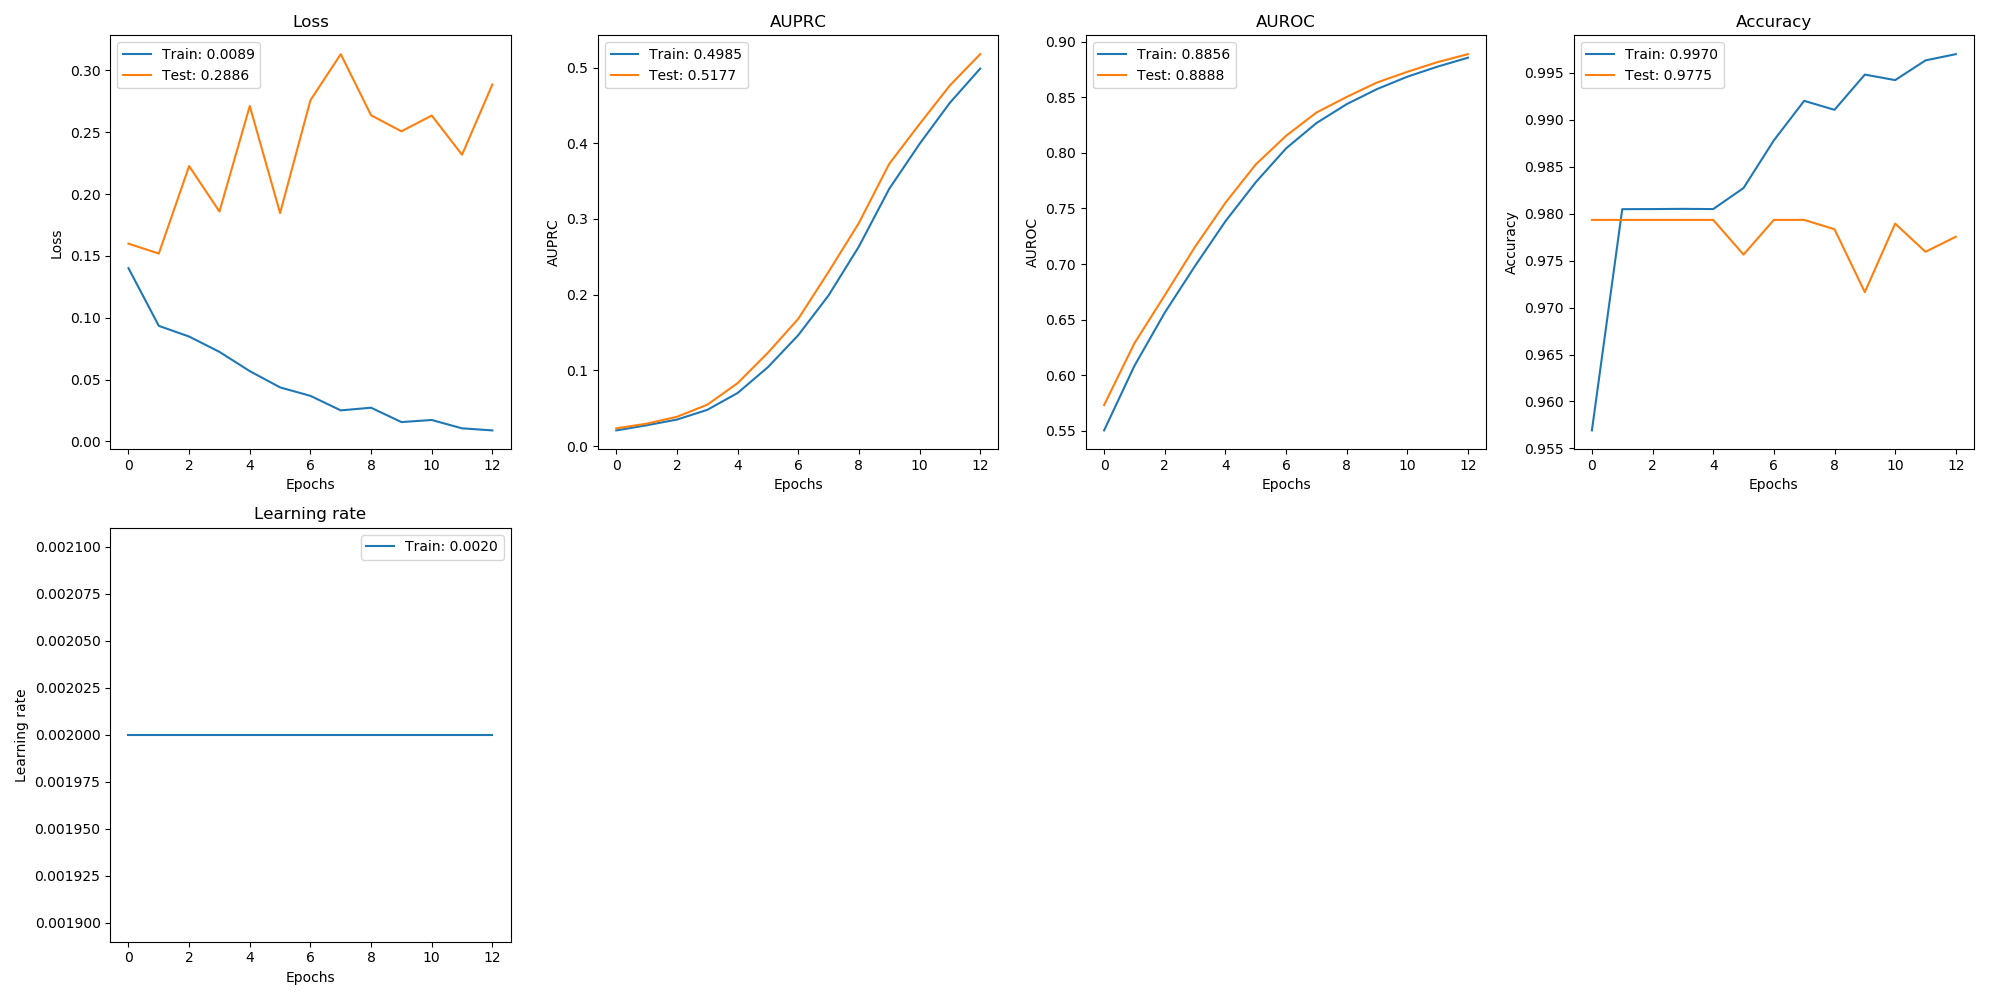 Loss
Train: 0.0089
Test: 0.2886
0.30
0.25
0.20
0.15
0.10
0.05
0.00
Loss
0 2 4 6 8 10 12
Epochs
AUPRC
Train: 0.4985
Test: 0.5177
0.5
0.4
0.3
0.2
0.1
0.0
AUPRC
0 2 4 6 8 10 12
Epochs
AUROC
Train: 0.8856
Test: 0.8888
0.90
0.85
0.80
0.75
0.70
0.65
0.60
0.55
AUROC
0 2 4 6 8 10 12
Epochs
Accuracy
Train: 0.9970
Test: 0.9775
0.995
0.990
0.985
0.980
0.975
0.970
0.965
0.960
0.955
Accuracy
0 2 4 6 8 10 12
Epochs
Learning rate
Train: 0.0020
0.002100
0.002075
0.002050
0.002025
0.002000
0.001975
0.001950
0.001925
0.001900
Learning rate
0 2 4 6 8 10 12
Epochs